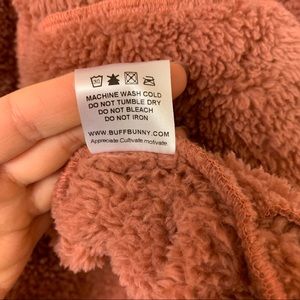 MACHINE WASH COLD
DO NOT TUMBLE DRY
DO NOT BLEACH
DO NOT IRON
WWW.BUFFBUNNY.COM
Appreciate.Cultivate.motivate.